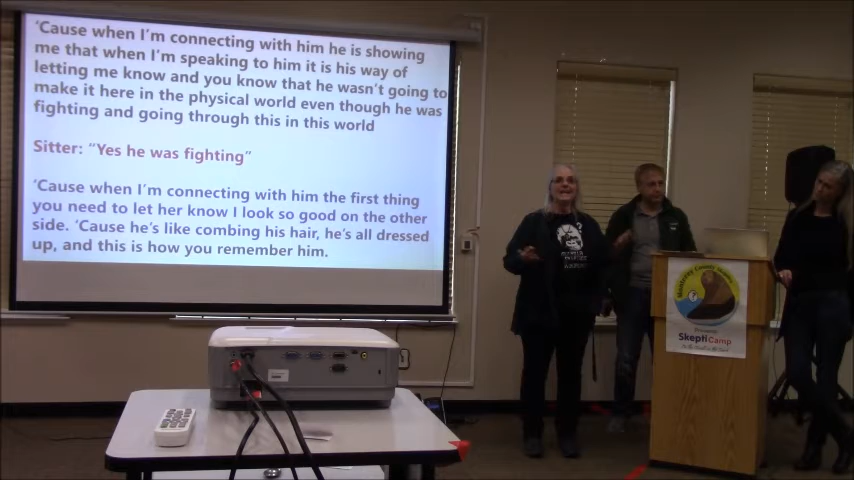 ‘Cause when I’m connecting with him he is showing
me that when I’m speaking to him it is his way of
letting me know and you know that he wasn’t going to
make it here in the physical world even though he was
fighting and going through this in this world
Sitter: “Yes he was fighting”
‘Cause when I’m connecting with him the first thing
you need to let her know I look so good on the other
side. ‘Cause he’s like combing his hair, he’s all dressed
up, and this is how you remember him.
Monterey County
SkeptiCamp